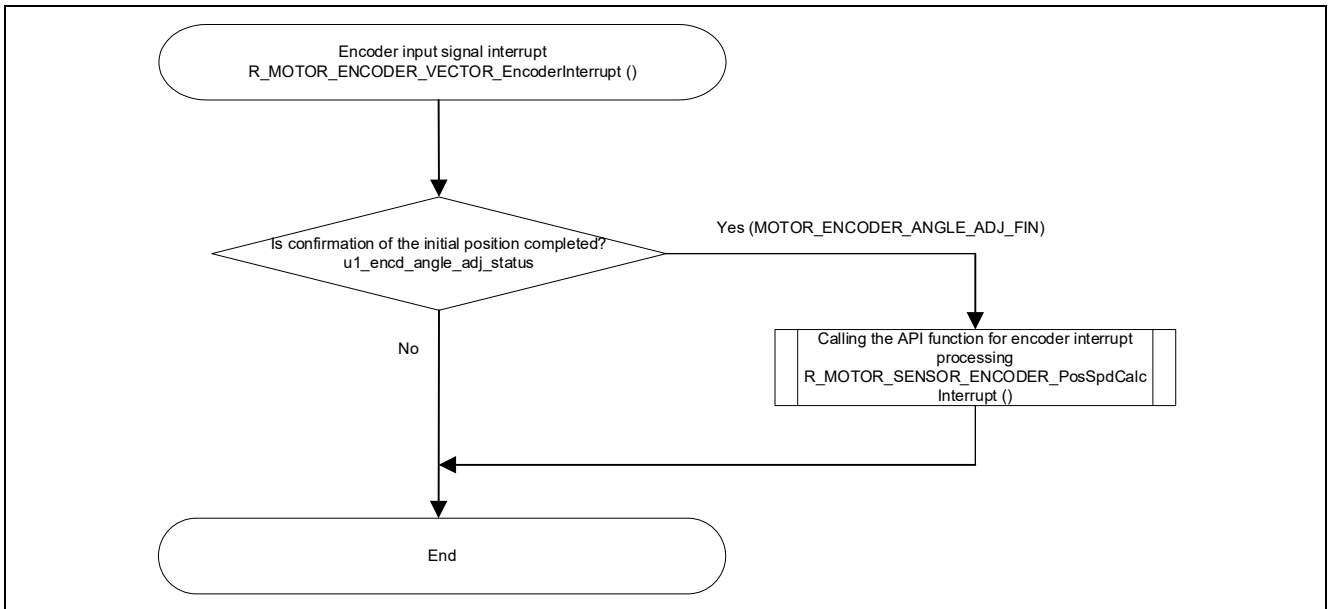 Encoder input signal interrupt
R_MOTOR_ENCODER_VECTOR_EncoderInterrupt ()
Is confirmation of the initial position completed?
u1_encd_angle_adj_status
Yes (MOTOR_ENCODER_ANGLE_ADJ_FIN)
No
Calling the API function for encoder interrupt
processing
R_MOTOR_SENSOR_ENCODER_PosSpdCalc
Interrupt ()
End